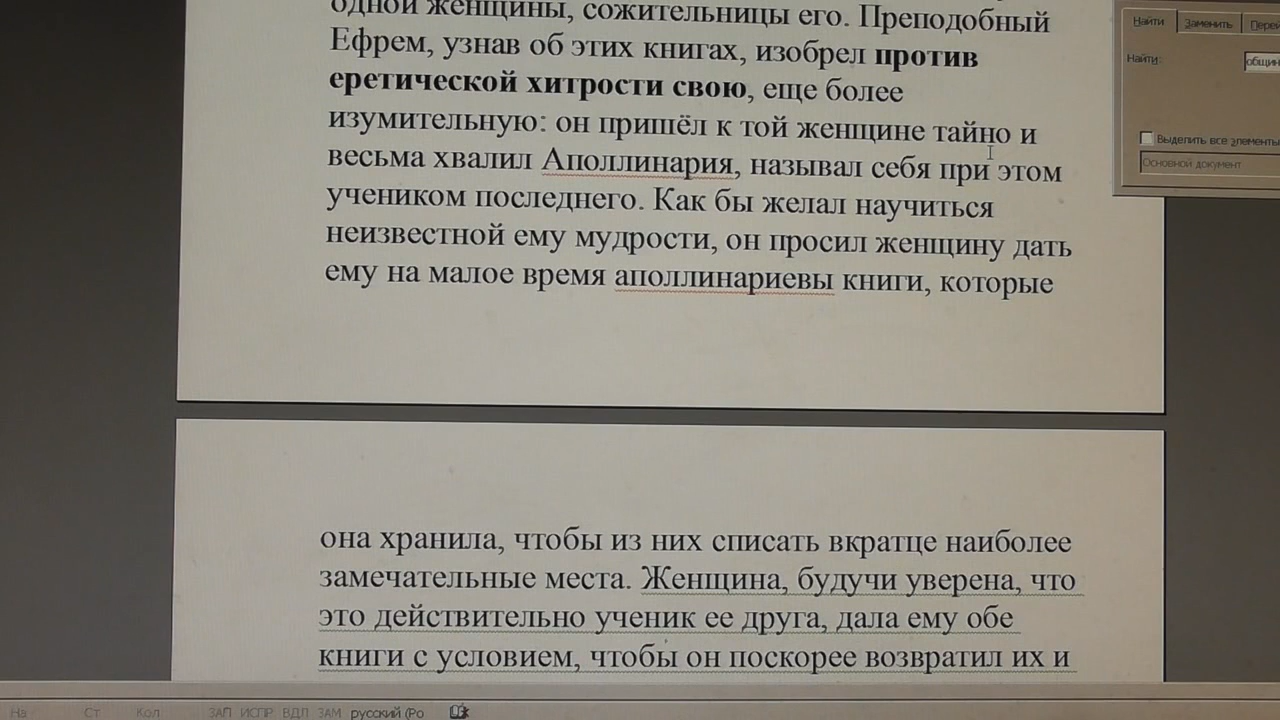 одной женщины, сожительницы его. Преподобный
Ефрем, узнав об этих книгах, изобрел против
еретической хитрости свою, еще более
изумительную: он пришёл к той женщине тайно и
весьма хвалил Аполлинария, называл себя при этом
учеником последнего. Как бы желал научиться
неизвестной ему мудрости, он просил женщину дать
ему на малое время аполлинариевы книги, которые
она хранила, чтобы из них списать вкратце наиболее
замечательные места. Женщина, будучи уверена, что
это действительно ученик ее друга, дала ему обе
книги с условием, чтобы он поскорее возвратил их и
Найти Заменить
Найти:
Выделить все элементы
Основной документ
На Ст Кол ЗАП ИСПР ВДЛ ЗАМ русский (Ро